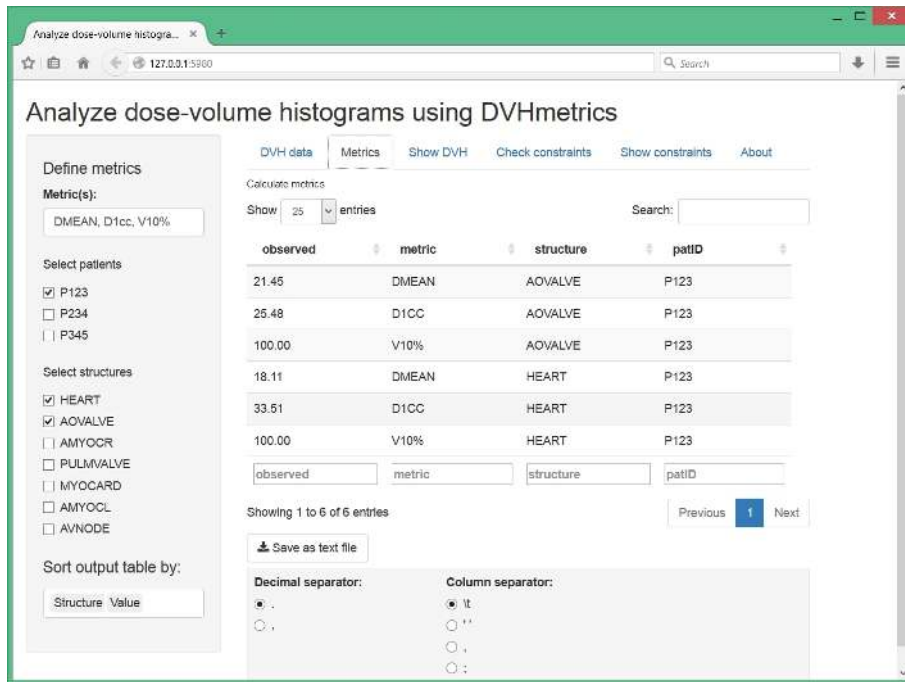 Analyze dose-volume histogra... × +
127.0.0.1:5980
Search
Analyze dose-volume histograms using DVHmetrics
Define metrics
Metric(s):
DMEAN, D1cc, V10%
Select patients
P123
P234
P345
Select structures
HEART
AOVALVE
AMYOCR
PULMVALVE
MYOCARD
AMYOCL
AVNODE
Sort output table by:
Structure Value
DVH data Metrics Show DVH Check constraints Show constraints About
Calculate metrics
Show 25 entries Search:
observed metric structure patID
21.45 DMEAN AOVALVE P123
25.48 D1CC AOVALVE P123
100.00 V10% AOVALVE P123
18.11 DMEAN HEART P123
33.51 D1CC HEART P123
100.00 V10% HEART P123
observed metric structure patID
Showing 1 to 6 of 6 entries Previous 1 Next
Save as text file
Decimal separator: Column separator:
. \t
, ' '
,
;